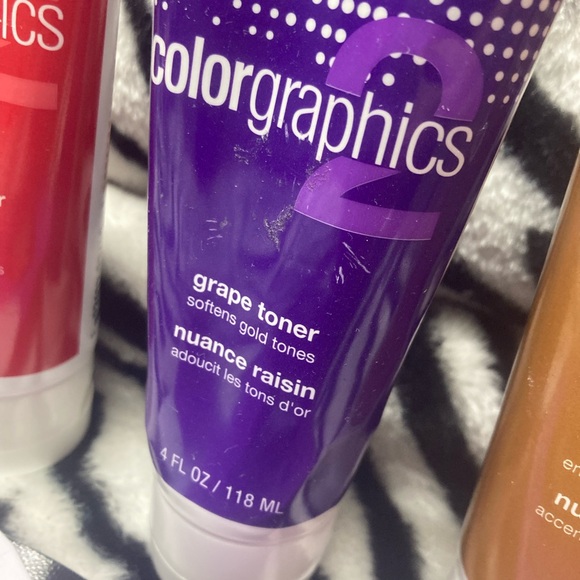 colorgraphics
2
grape toner
softens gold tones
nuance raisin
adoucit les tons d'or
4 FL OZ / 118 ML